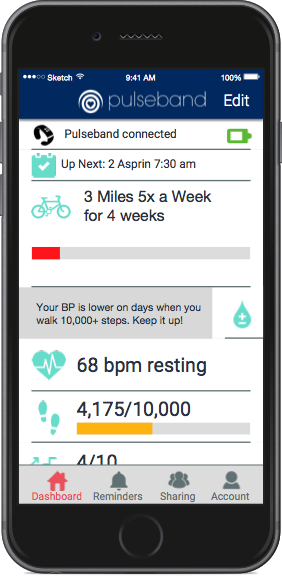 Sketch 9:41 AM 100%
pulseband Edit
Pulseband connected
Up Next: 2 Asprin 7:30 am
3 Miles 5x a Week
for 4 weeks
Your BP is lower on days when you
walk 10,000+ steps. Keep it up!
68 bpm resting
4,175/10,000
4/10
Dashboard Reminders Sharing Account